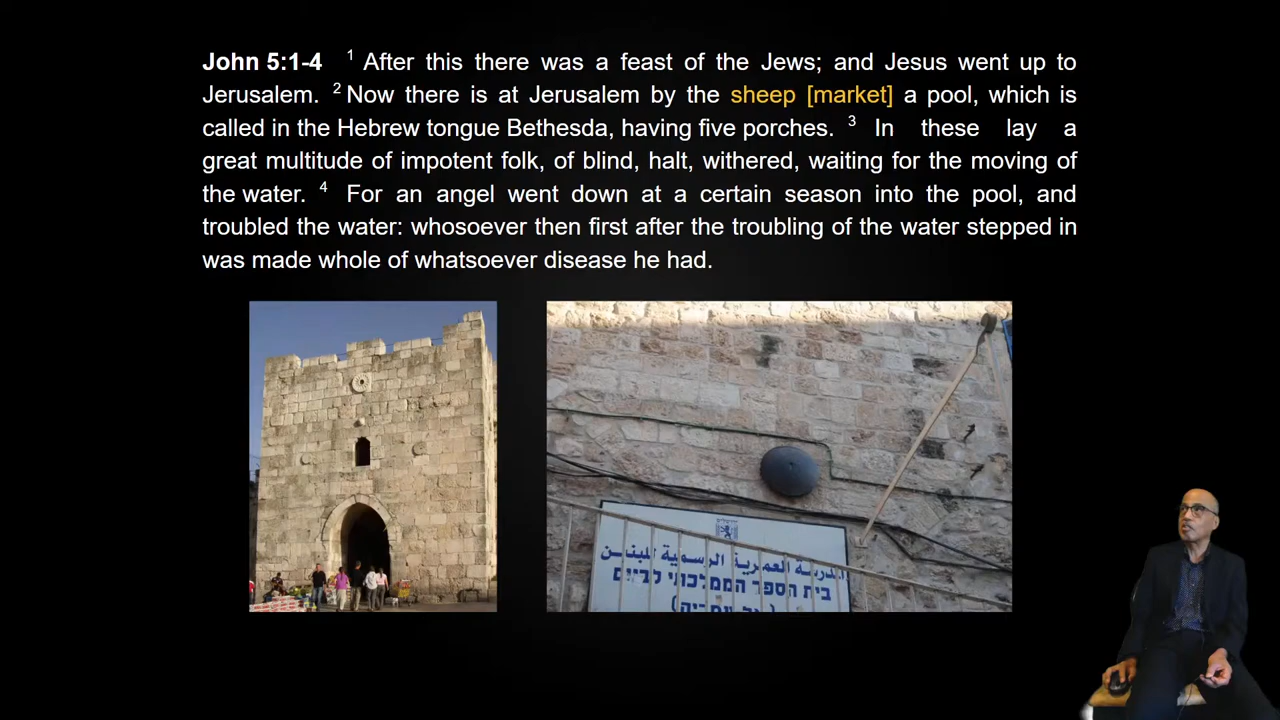 John 5:1-4 ¹ After this there was a feast of the Jews; and Jesus went up to
Jerusalem. ² Now there is at Jerusalem by the sheep [market] a pool, which is
called in the Hebrew tongue Bethesda, having five porches. ³ In these lay a
great multitude of impotent folk, of blind, halt, withered, waiting for the moving of
the water. ⁴ For an angel went down at a certain season into the pool, and
troubled the water: whosoever then first after the troubling of the water stepped in
was made whole of whatsoever disease he had.
المدرسة العمرية الرسمية للبنين
בית הספר הממלכתי לבנים